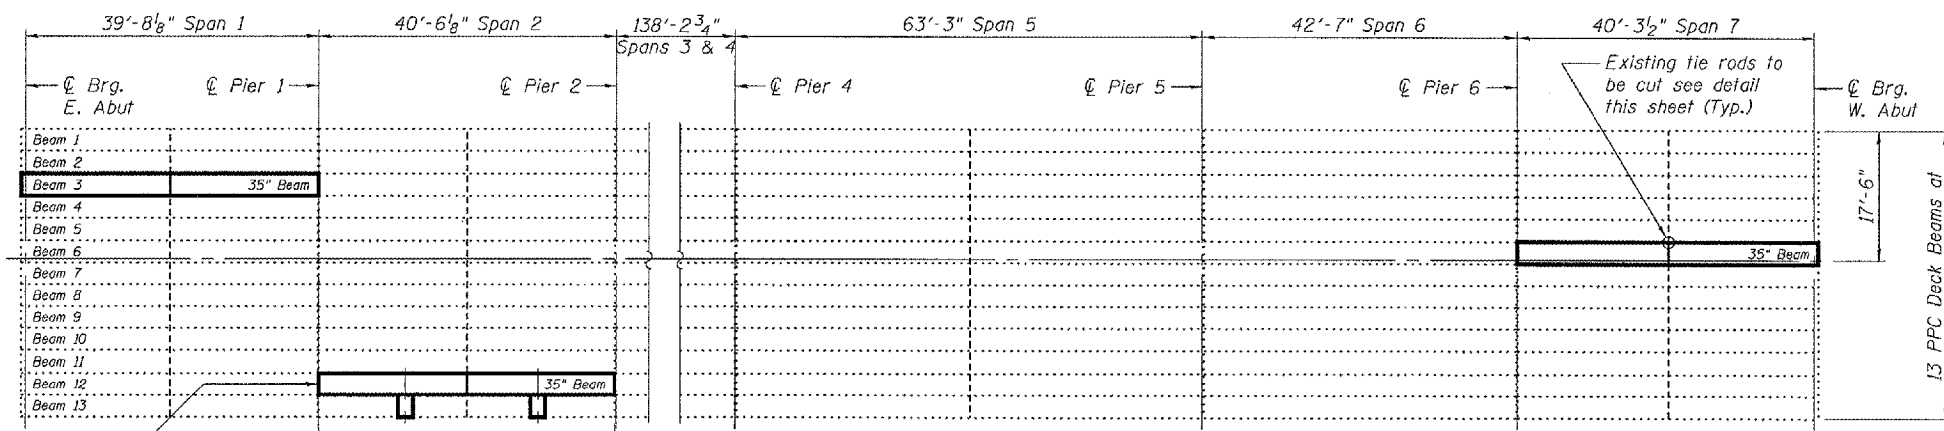 39'-8 1/8" Span 1
40'-6 1/8" Span 2
138'-2 3/4"
Spans 3 & 4
63'-3" Span 5
42'-7" Span 6
40'-3 1/2" Span 7
℄ Brg.
E. Abut
℄ Pier 1
℄ Pier 2
℄ Pier 4
℄ Pier 5
℄ Pier 6
Existing tie rods to
be cut see detail
this sheet (Typ.)
℄ Brg.
W. Abut
Beam 1
Beam 2
Beam 3
35" Beam
Beam 4
Beam 5
Beam 6
35" Beam
Beam 7
Beam 8
Beam 9
Beam 10
Beam 11
Beam 12
35" Beam
Beam 13
17'-6"
13 PPC Deck Beams at